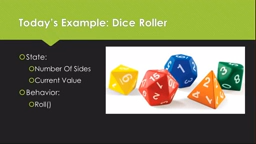 Today's Example: Dice Roller
State:
Number Of Sides
Current Value
Behavior:
Roll()